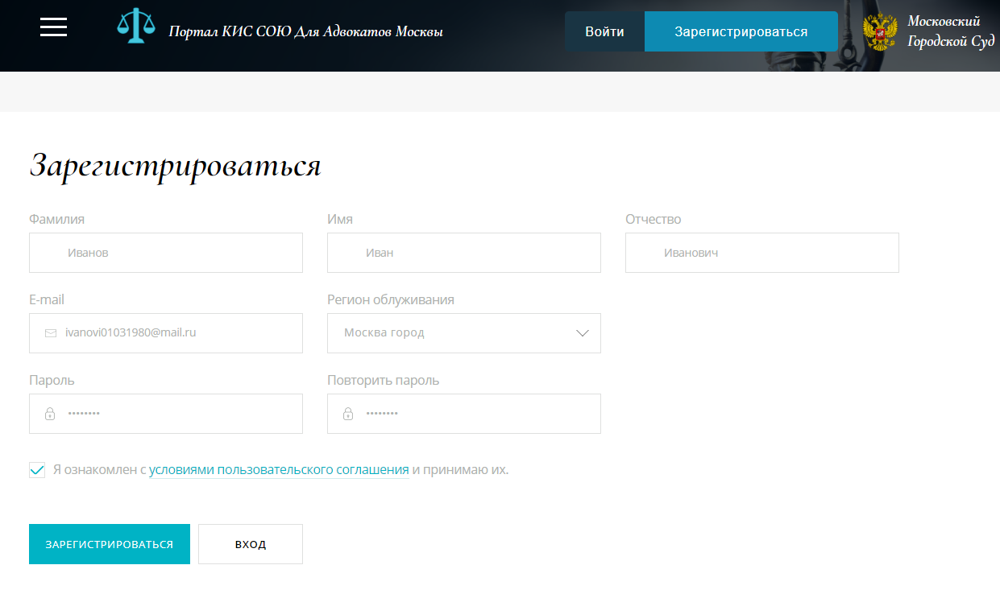 Портал КИС СОЮ Для Адвокатов Москвы
Войти
Зарегистрироваться
Московский
Городской Суд
Зарегистрироваться
Фамилия
Имя
Отчество
Иванов
Иван
Иванович
E-mail
Регион облуживания
ivanovi01031980@mail.ru
Москва город
Пароль
Повторить пароль
••••••••
••••••••
Я ознакомлен с условиями пользовательского соглашения и принимаю их.
ЗАРЕГИСТРИРОВАТЬСЯ
ВХОД